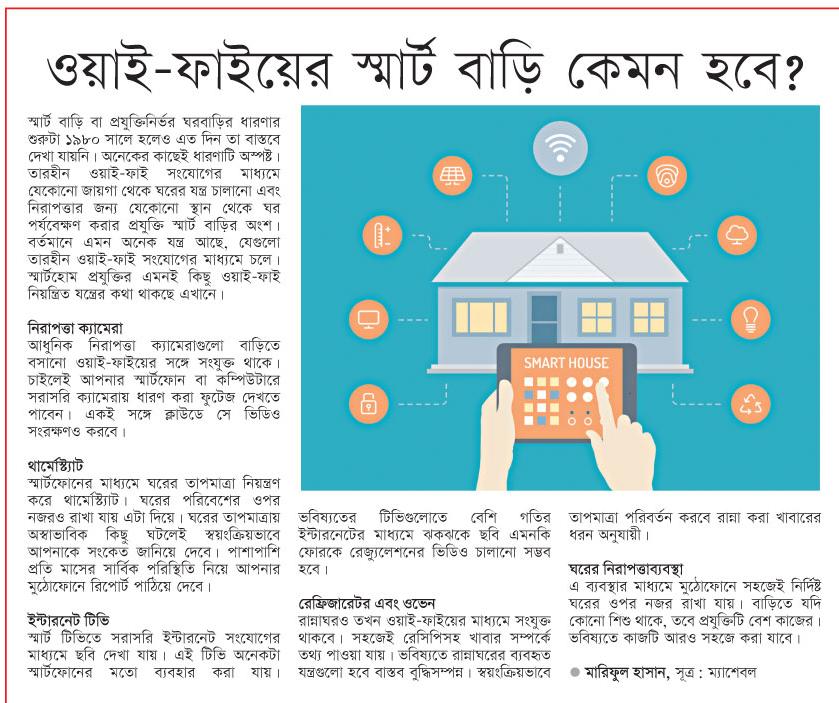 ওয়াই-ফাইয়ের স্মার্ট বাড়ি কেমন হবে?
স্মার্ট বাড়ি বা প্রযুক্তিনির্ভর ঘরবাড়ির ধারণার
শুরুটা ১৯৮০ সালে হলেও এত দিন তা বাস্তবে
দেখা যায়নি। অনেকের কাছেই ধারণাটি অস্পষ্ট।
তারহীন ওয়াই-ফাই সংযোগের মাধ্যমে
যেকোনো জায়গা থেকে ঘরের যন্ত্র চালানো এবং
নিরাপত্তার জন্য যেকোনো স্থান থেকে ঘর
পর্যবেক্ষণ করার প্রযুক্তি স্মার্ট বাড়ির অংশ।
বর্তমানে এমন অনেক যন্ত্র আছে, যেগুলো
তারহীন ওয়াই-ফাই সংযোগের মাধ্যমে চলে।
স্মার্টহোম প্রযুক্তির এমনই কিছু ওয়াই-ফাই
নিয়ন্ত্রিত যন্ত্রের কথা থাকছে এখানে।
নিরাপত্তা ক্যামেরা
আধুনিক নিরাপত্তা ক্যামেরাগুলো বাড়িতে
বসানো ওয়াই-ফাইয়ের সঙ্গে সংযুক্ত থাকে।
চাইলেই আপনার স্মার্টফোন বা কম্পিউটারে
সরাসরি ক্যামেরায় ধারণ করা ফুটেজ দেখতে
পাবেন। একই সঙ্গে ক্লাউডে সে ভিডিও
সংরক্ষণও করবে।
থার্মোস্ট্যাট
স্মার্টফোনের মাধ্যমে ঘরের তাপমাত্রা নিয়ন্ত্রণ
করে থার্মোস্ট্যাট। ঘরের পরিবেশের ওপর
নজরও রাখা যায় এটা দিয়ে। ঘরের তাপমাত্রায়
অস্বাভাবিক কিছু ঘটলেই স্বয়ংক্রিয়ভাবে
আপনাকে সংকেত জানিয়ে দেবে। পাশাপাশি
প্রতি মাসের সার্বিক পরিস্থিতি নিয়ে আপনার
মুঠোফোনে রিপোর্ট পাঠিয়ে দেবে।
ইন্টারনেট টিভি
স্মার্ট টিভিতে সরাসরি ইন্টারনেট সংযোগের
মাধ্যমে ছবি দেখা যায়। এই টিভি অনেকটা
স্মার্টফোনের মতো ব্যবহার করা যায়।
SMART HOUSE
ভবিষ্যতের টিভিগুলোতে বেশি গতির
ইন্টারনেটের মাধ্যমে ঝকঝকে ছবি এমনকি
ফোরকে রেজ্যুলেশনের ভিডিও চালানো সম্ভব
হবে।
রেফ্রিজারেটর এবং ওভেন
রান্নাঘরও তখন ওয়াই-ফাইয়ের মাধ্যমে সংযুক্ত
থাকবে। সহজেই রেসিপিসহ খাবার সম্পর্কে
তথ্য পাওয়া যায়। ভবিষ্যতে রান্নাঘরের ব্যবহৃত
যন্ত্রগুলো হবে বাস্তব বুদ্ধিসম্পন্ন। স্বয়ংক্রিয়ভাবে
তাপমাত্রা পরিবর্তন করবে রান্না করা খাবারের
ধরন অনুযায়ী।
ঘরের নিরাপত্তাব্যবস্থা
এ ব্যবস্থার মাধ্যমে মুঠোফোনে সহজেই নির্দিষ্ট
ঘরের ওপর নজর রাখা যায়। বাড়িতে যদি
কোনো শিশু থাকে, তবে প্রযুক্তিটি বেশ কাজের।
ভবিষ্যতে কাজটি আরও সহজে করা যাবে।
● মারিফুল হাসান, সূত্র : ম্যাশেবল